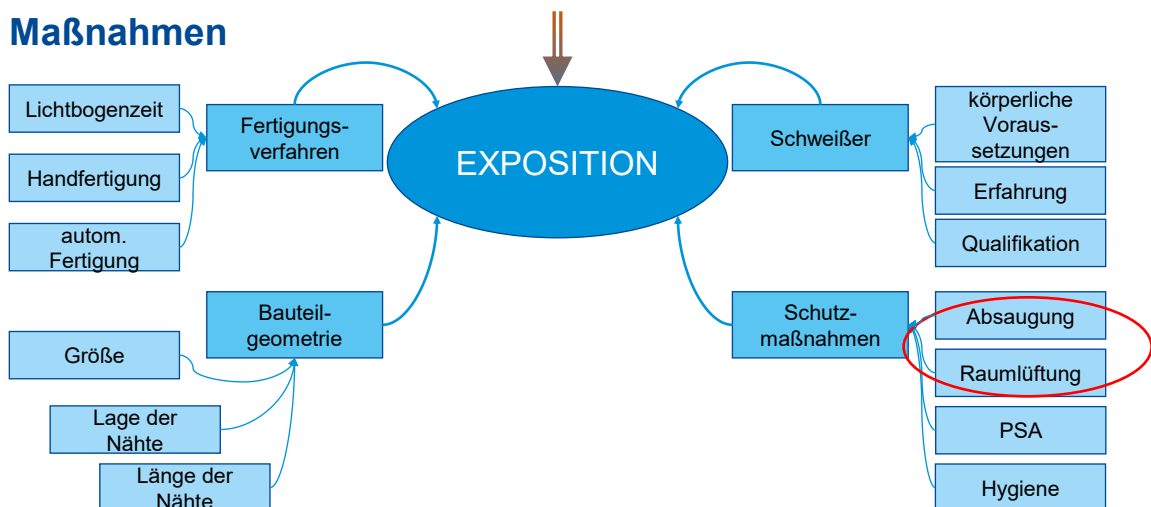 Maßnahmen
Lichtbogenzeit
Handfertigung
autom.
Fertigung
Fertigungs-
verfahren
EXPOSITION
Schweißer
körperliche
Voraus-
setzungen
Erfahrung
Qualifikation
Bauteil-
geometrie
Größe
Lage der
Nähte
Länge der
Nähte
Schutz-
maßnahmen
Absaugung
Raumlüftung
PSA
Hygiene